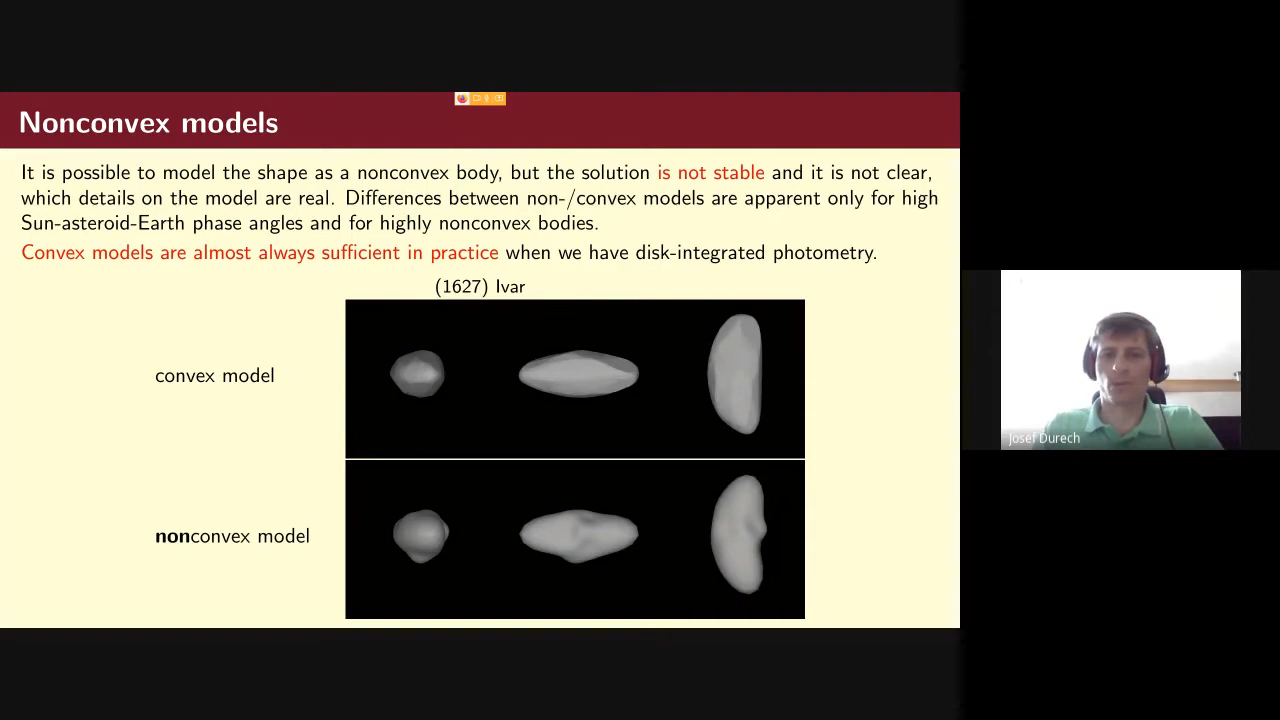 Nonconvex models
It is possible to model the shape as a nonconvex body, but the solution is not stable and it is not clear,
which details on the model are real. Differences between non-/convex models are apparent only for high
Sun-asteroid-Earth phase angles and for highly nonconvex bodies.
Convex models are almost always sufficient in practice when we have disk-integrated photometry.
(1627) Ivar
convex model
nonconvex model
Josef Durech